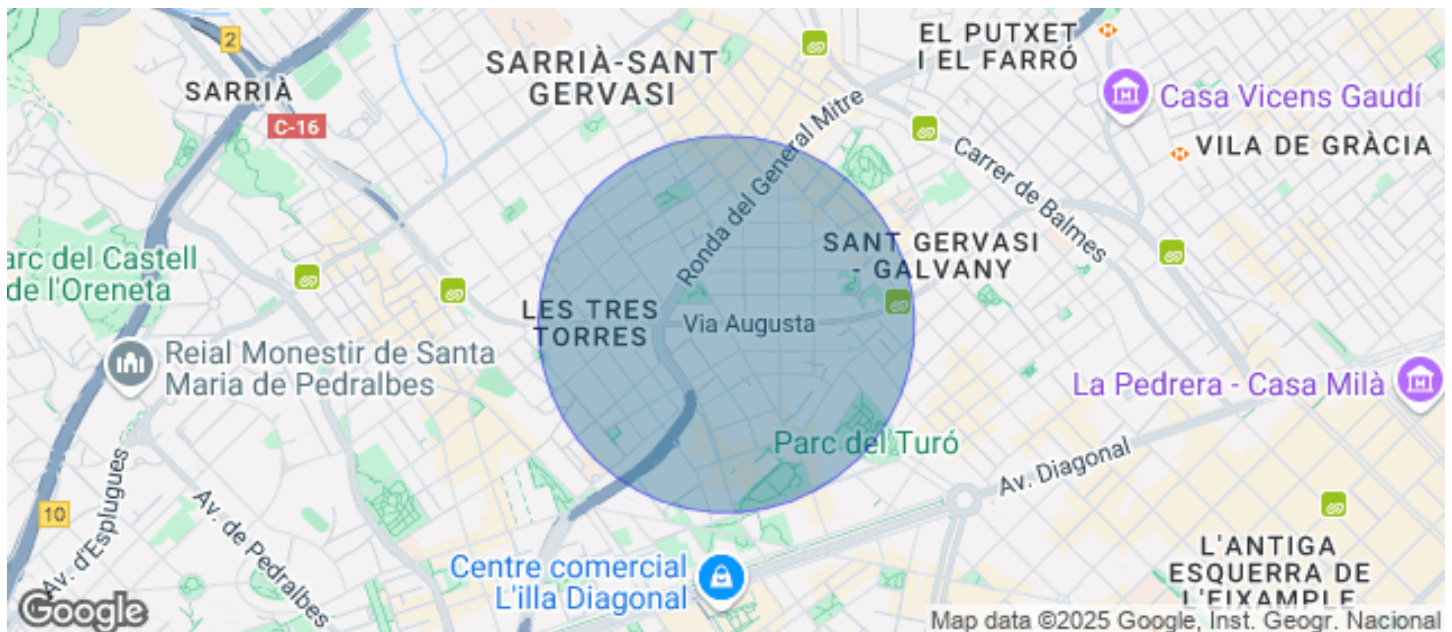 EL PUTXET
I EL FARRÓ
2
SARRIÀ-SANT
GERVASI
SARRIÀ
Casa Vicens Gaudí
C-16
Ronda del General Mitre
Carrer de Balmes
VILA DE GRÀCIA
SANT GERVASI
- GALVANY
arc del Castell
de l'Oreneta
LES TRES
TORRES
Via Augusta
Reial Monestir de Santa
Maria de Pedralbes
La Pedrera - Casa Milà
Parc del Turó
Av. Diagonal
10
Av. d'Esplugues
Av. de Pedralbes
Centre comercial
L'illa Diagonal
L'ANTIGA
ESQUERRA DE
L'EIXAMPLE
Google
Map data ©2025 Google, Inst. Geogr. Nacional